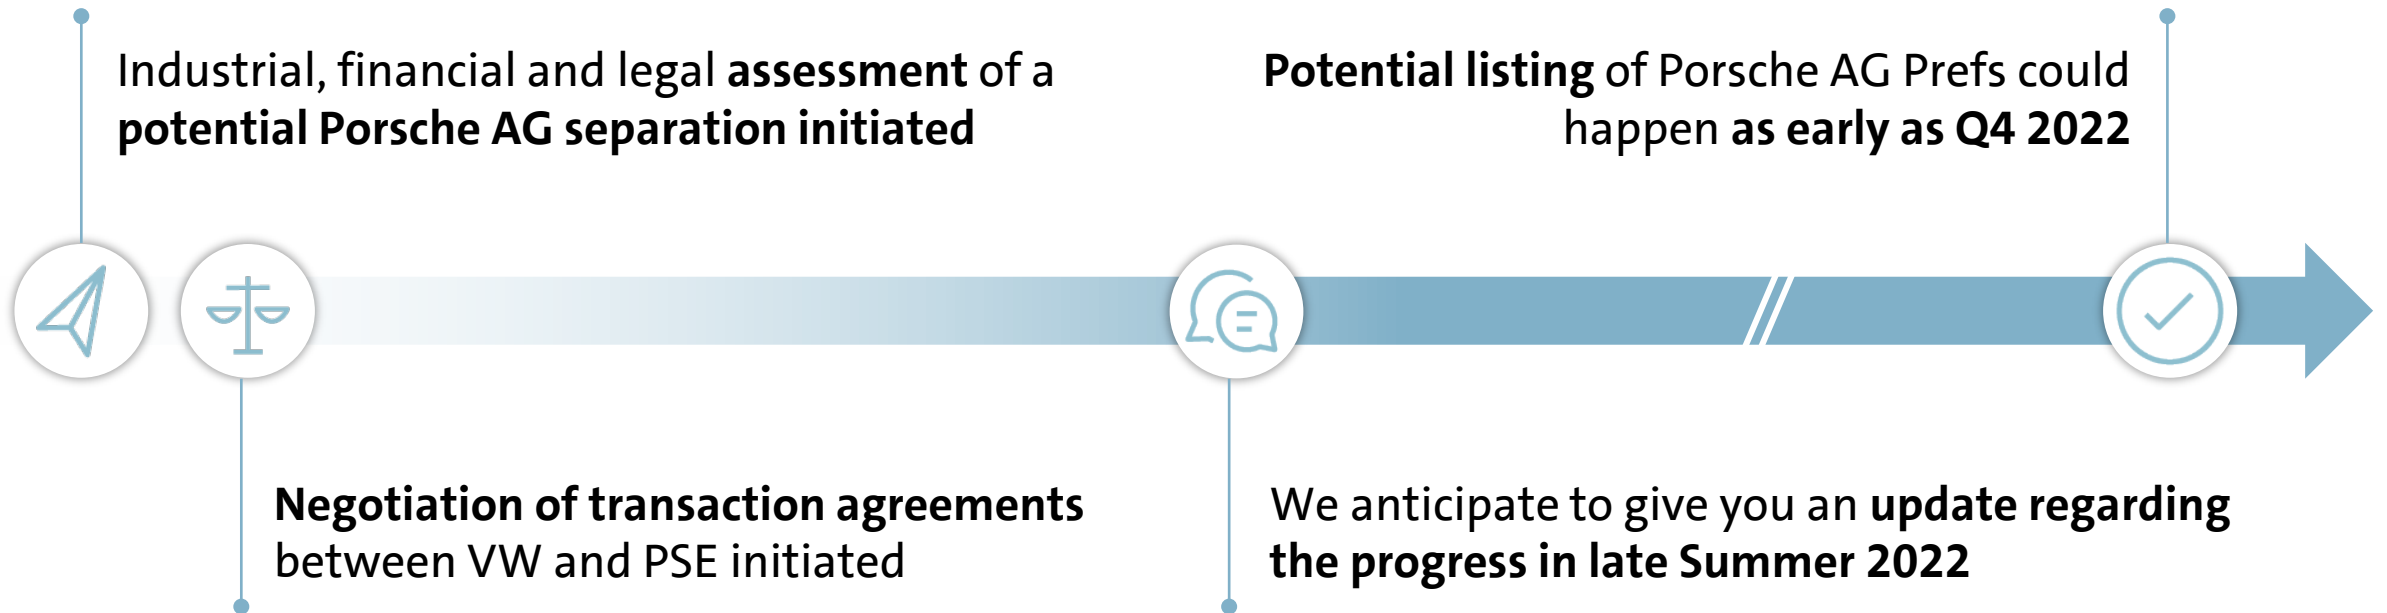 Industrial, financial and legal assessment of a
potential Porsche AG separation initiated
Potential listing of Porsche AG Prefs could
happen as early as Q4 2022
Negotiation of transaction agreements
between VW and PSE initiated
We anticipate to give you an update regarding
the progress in late Summer 2022